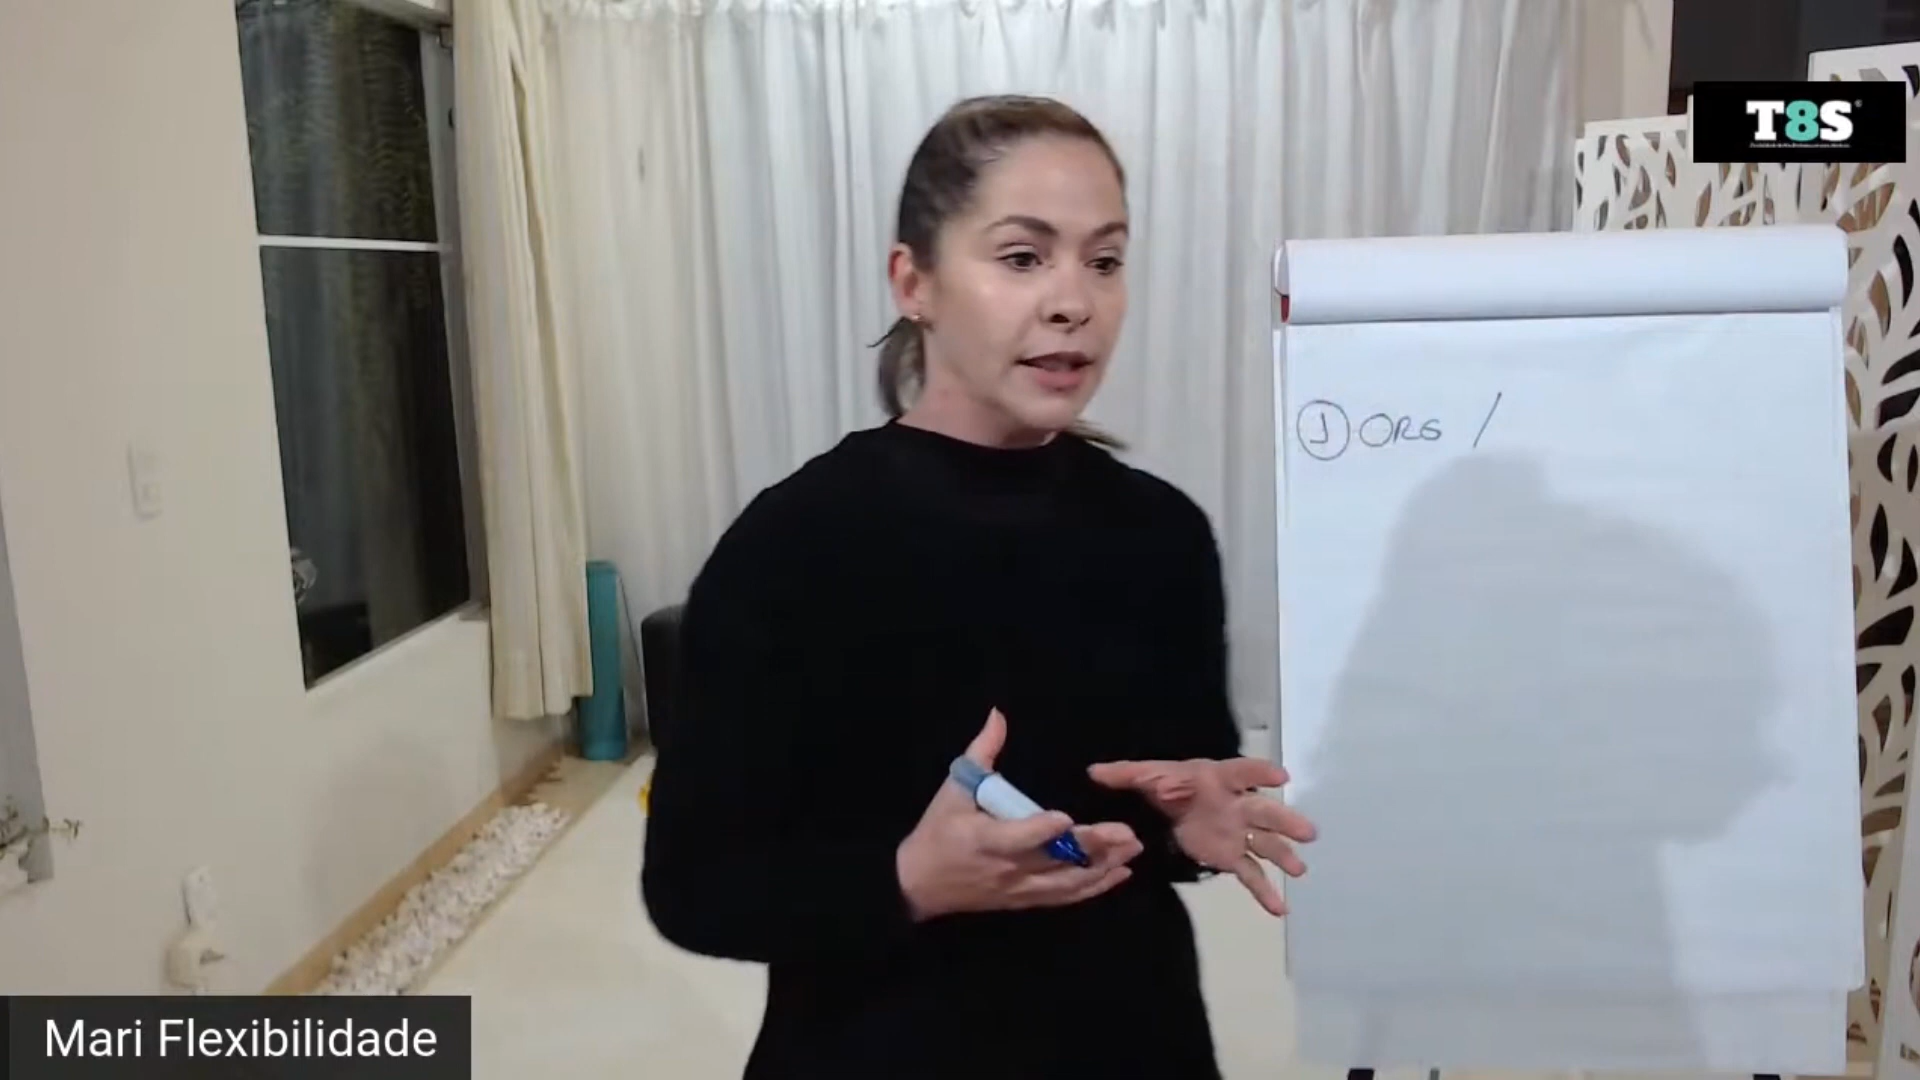 T8S
① ORG /
Mari Flexibilidade